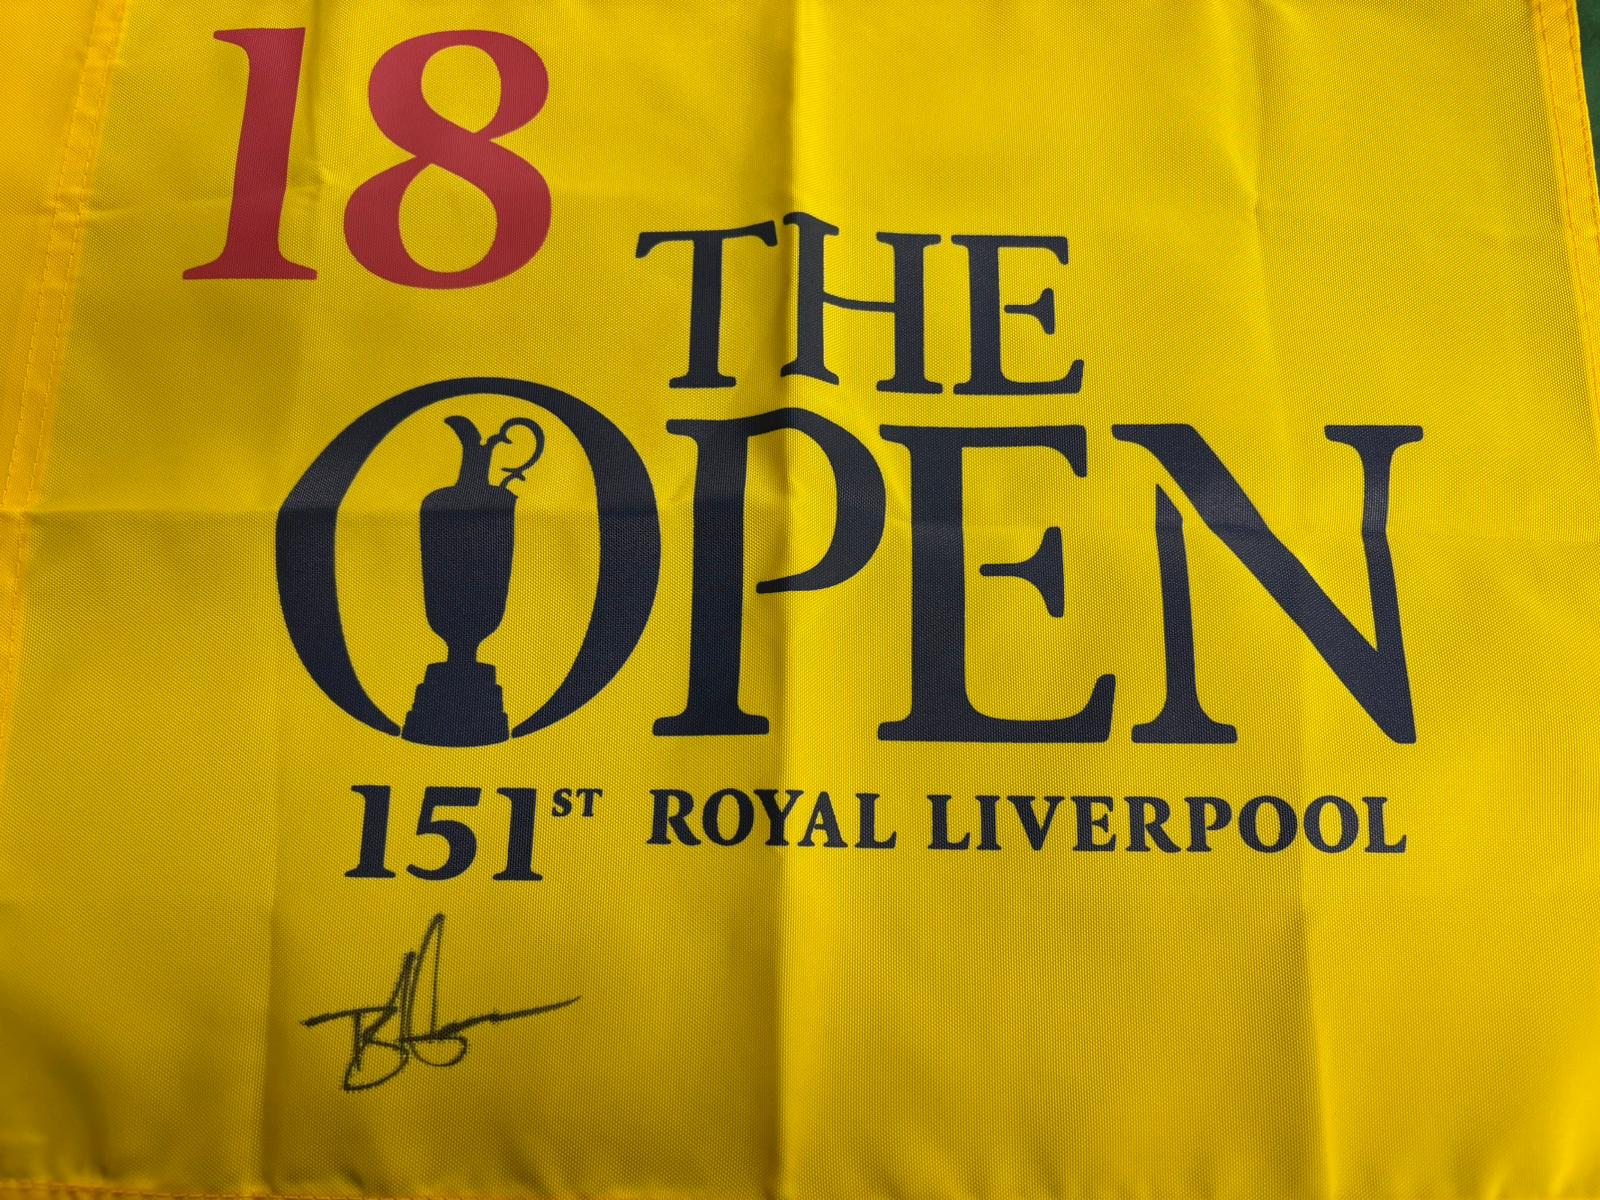 18
THE
OPEN
151ST ROYAL LIVERPOOL